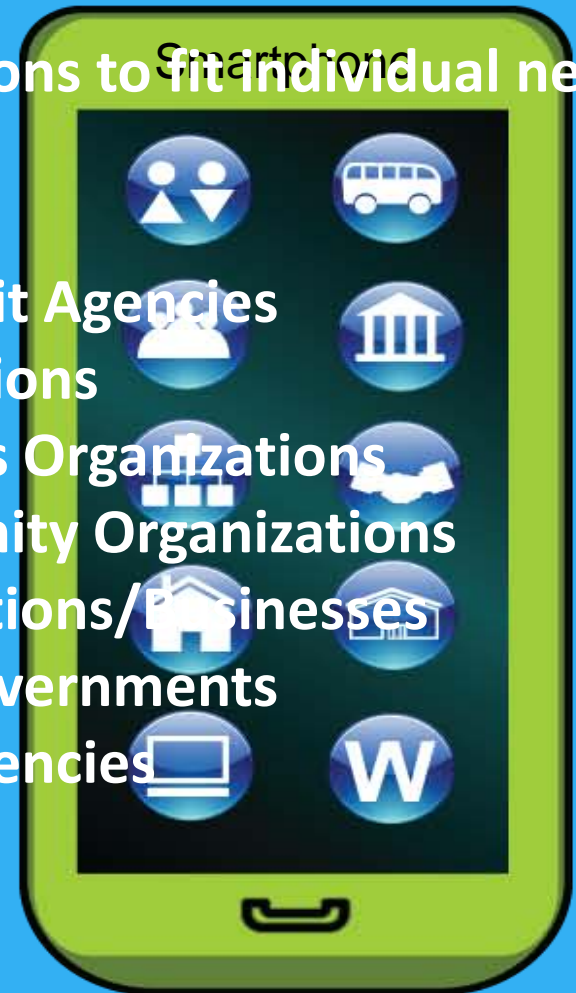 Smartphone
ons to fit individual ne
it Agencies
ions
s Organizations
nity Organizations
tions/Businesses
vernments
encies
W